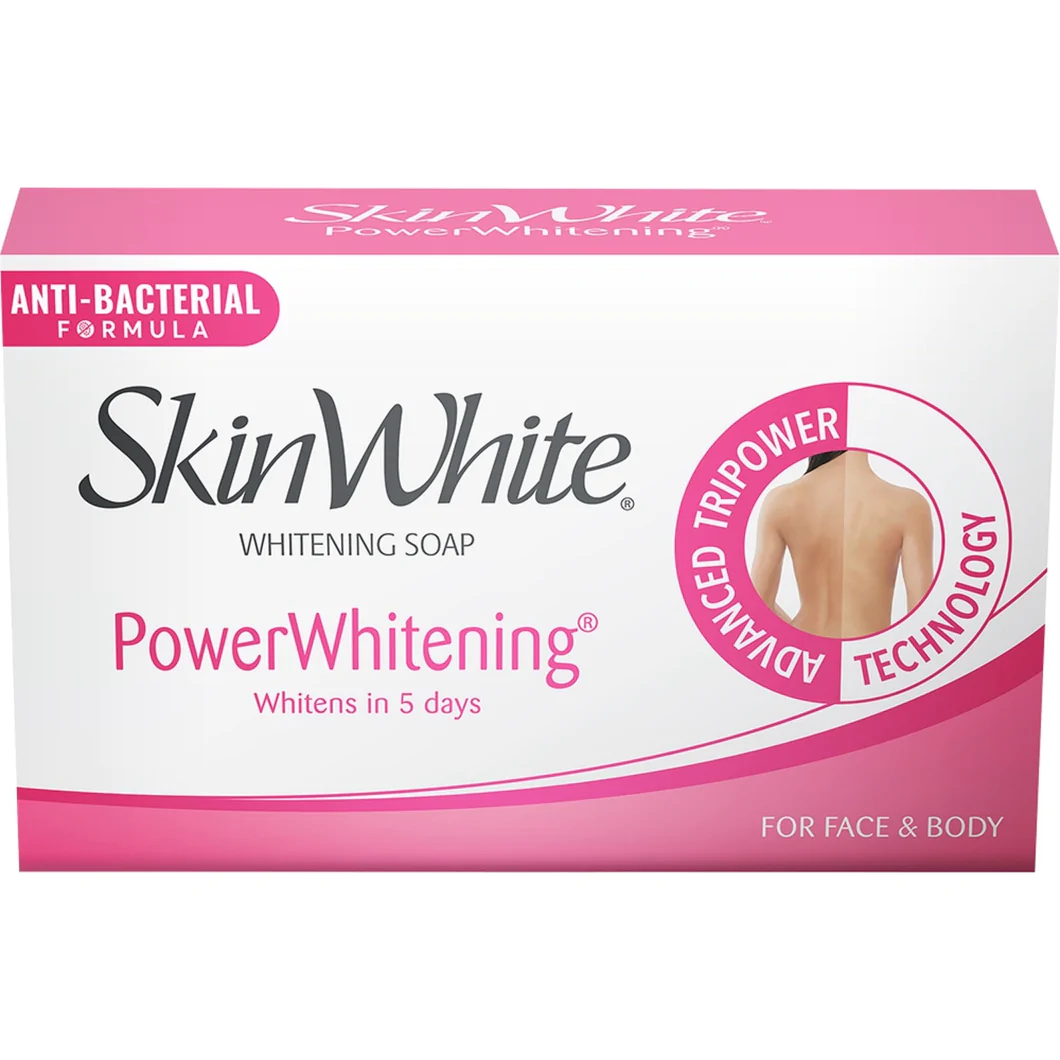 SkinWhite
PowerWhitening®
ANTI-BACTERIAL
FORMULA
SkinWhite®
WHITENING SOAP
PowerWhitening®
Whitens in 5 days
ADVANCED TRIPOWER
TECHNOLOGY
FOR FACE & BODY